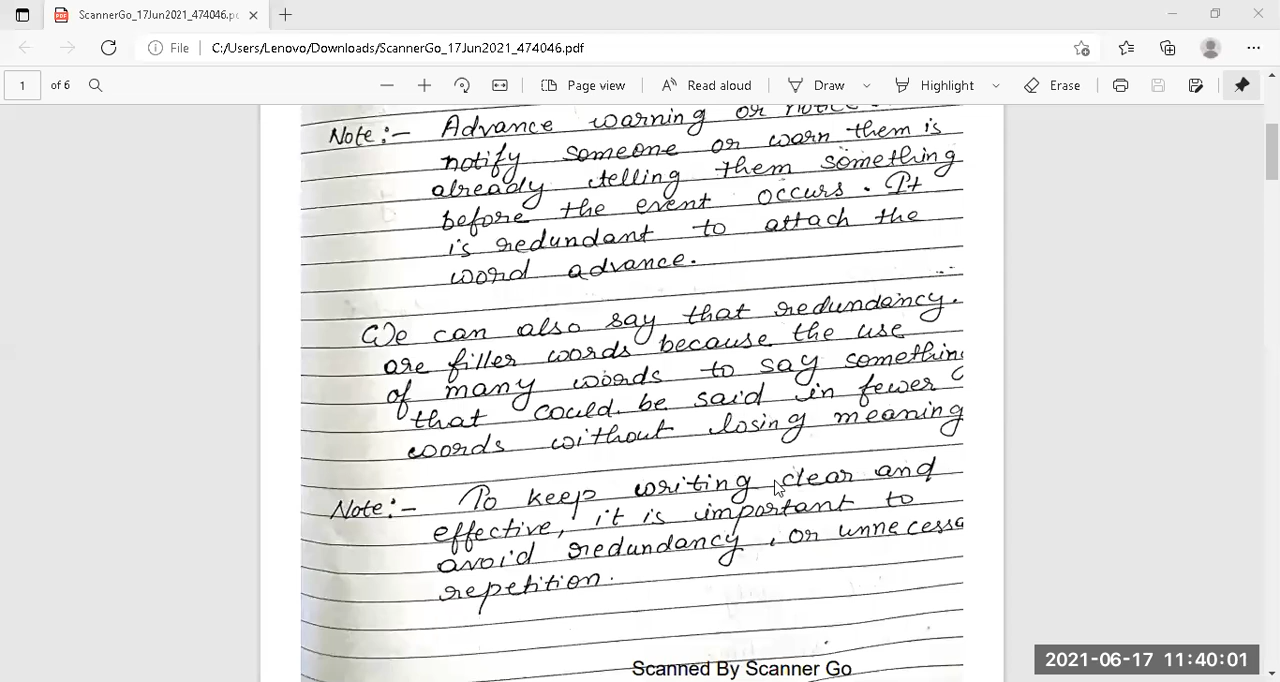 ScannerGo_17Jun2021_474046.p
File C:/Users/Lenovo/Downloads/ScannerGo_17Jun2021_474046.pdf
1 of 6 Page view Read aloud Draw Highlight Erase
Note:- Advance warning or notice.
notify someone or warn them is
already telling them something
before the event occurs. It
is redundant to attach the
word advance.
We can also say that redundancy.
are filler words because the use
of many words to say somethin
that could be said in fewer
words without losing meaning
Note:- To keep writing clear and
effective, it is important to
avoid redundancy, or unnecessa
repetition.
Scanned By Scanner Go
2021-06-17 11:40:01